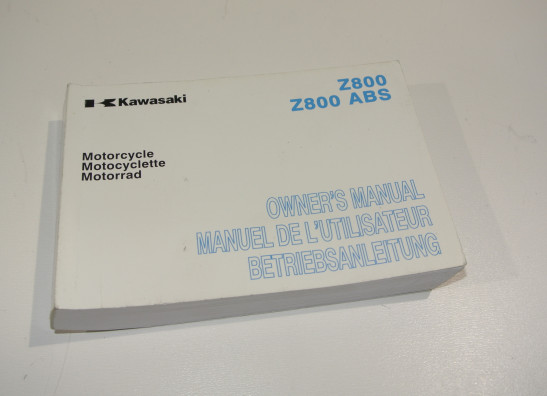 Kawasaki
Z800
Z800 ABS
Motorcycle
Motocyclette
Motorrad
OWNER'S MANUAL
MANUEL DE L'UTILISATEUR
BETRIEBSANLEITUNG